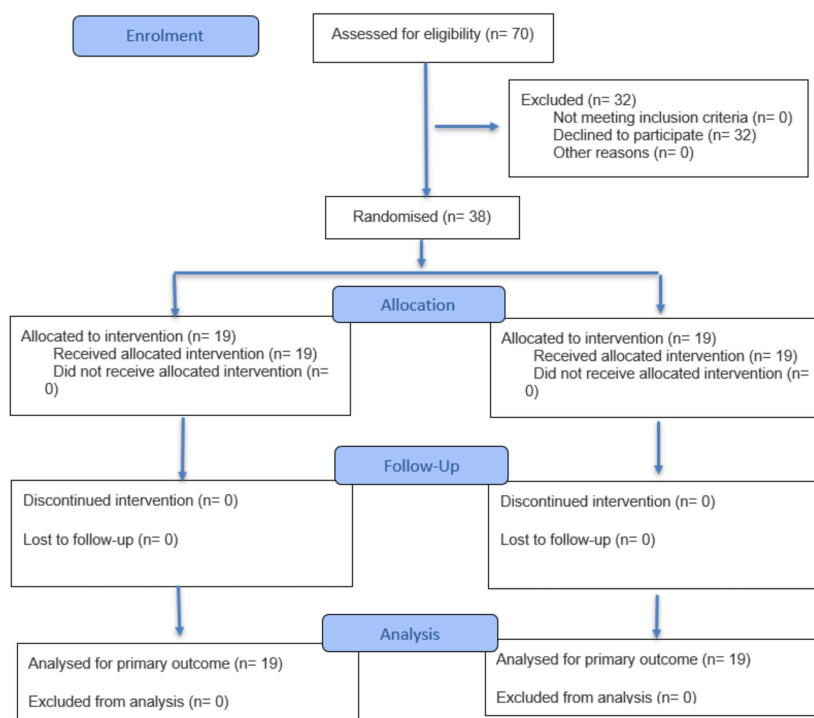 Enrolment
Assessed for eligibility (n= 70)
Excluded (n= 32)
Not meeting inclusion criteria (n= 0)
Declined to participate (n= 32)
Other reasons (n= 0)
Randomised (n= 38)
Allocation
Allocated to intervention (n= 19)
Received allocated intervention (n= 19)
Did not receive allocated intervention (n=
0)
Allocated to intervention (n= 19)
Received allocated intervention (n= 19)
Did not receive allocated intervention (n=
0)
Follow-Up
Discontinued intervention (n= 0)
Lost to follow-up (n= 0)
Discontinued intervention (n= 0)
Lost to follow-up (n= 0)
Analysis
Analysed for primary outcome (n= 19)
Excluded from analysis (n= 0)
Analysed for primary outcome (n= 19)
Excluded from analysis (n= 0)